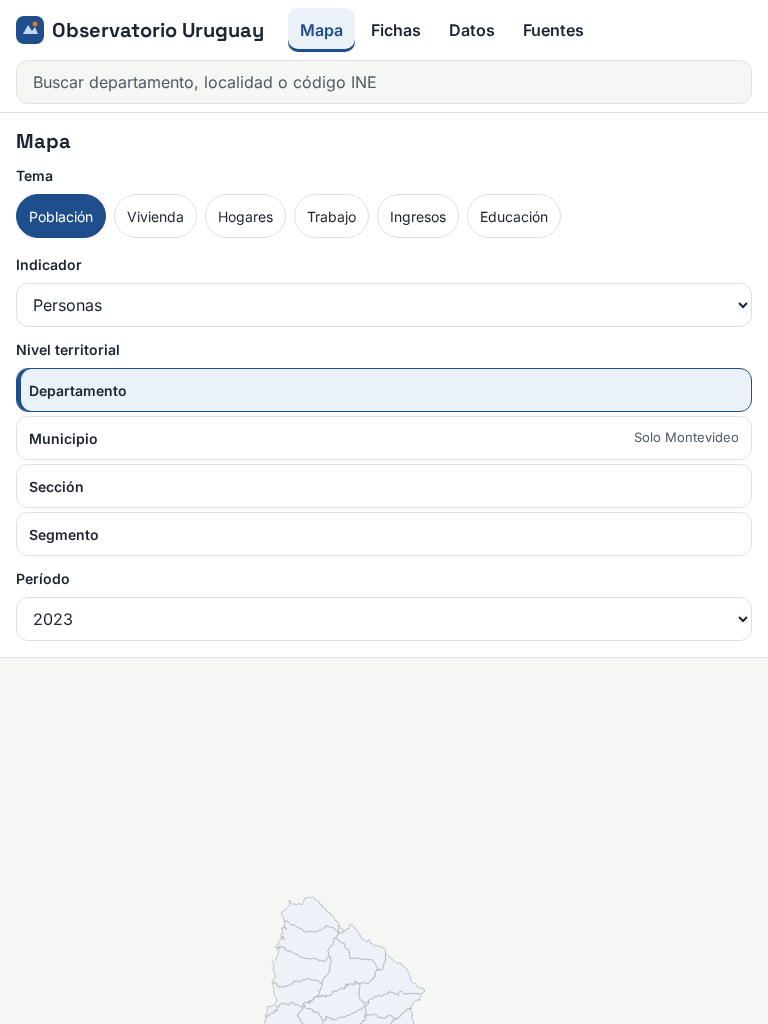 Observatorio Uruguay
Mapa
Fichas
Datos
Fuentes
Buscar departamento, localidad o código INE
Mapa
Tema
Población
Vivienda
Hogares
Trabajo
Ingresos
Educación
Indicador
Personas
Nivel territorial
Departamento
Municipio
Solo Montevideo
Sección
Segmento
Período
2023